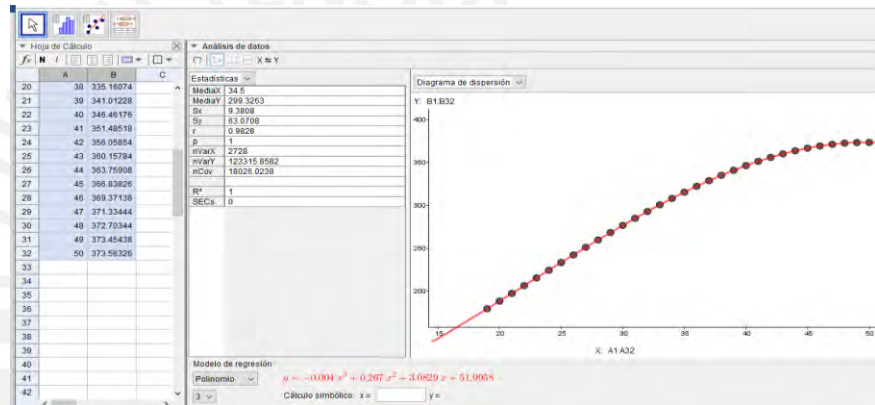 Hoja de Cálculo
Análisis de datos
fx N I
X ⇆ Y
A B C
20 38 335.16074
21 39 341.01228
22 40 346.46176
23 41 351.48518
24 42 356.05854
25 43 360.15784
26 44 363.75908
27 45 366.83826
28 46 369.37138
29 47 371.33444
30 48 372.70344
31 49 373.45438
32 50 373.56326
33
34
35
36
37
38
39
40
41
42
Estadísticas
MediaX 34.5
MediaY 299.3263
Sx 9.3808
Sy 63.0708
r 0.9828
ρ 1
nVarX 2728
nVarY 123315.8582
nCov 18026.0238
R² 1
SECs 0
Diagrama de dispersión
Y: B1:B32
400
350
300
250
200
15 20 25 30 35 40 45 50
X: A1:A32
Modelo de regresión
Polinomio
y = -0.004 x³ + 0.267 x² + 3.0829 x + 51.9958
3
Cálculo simbólico: x = y =